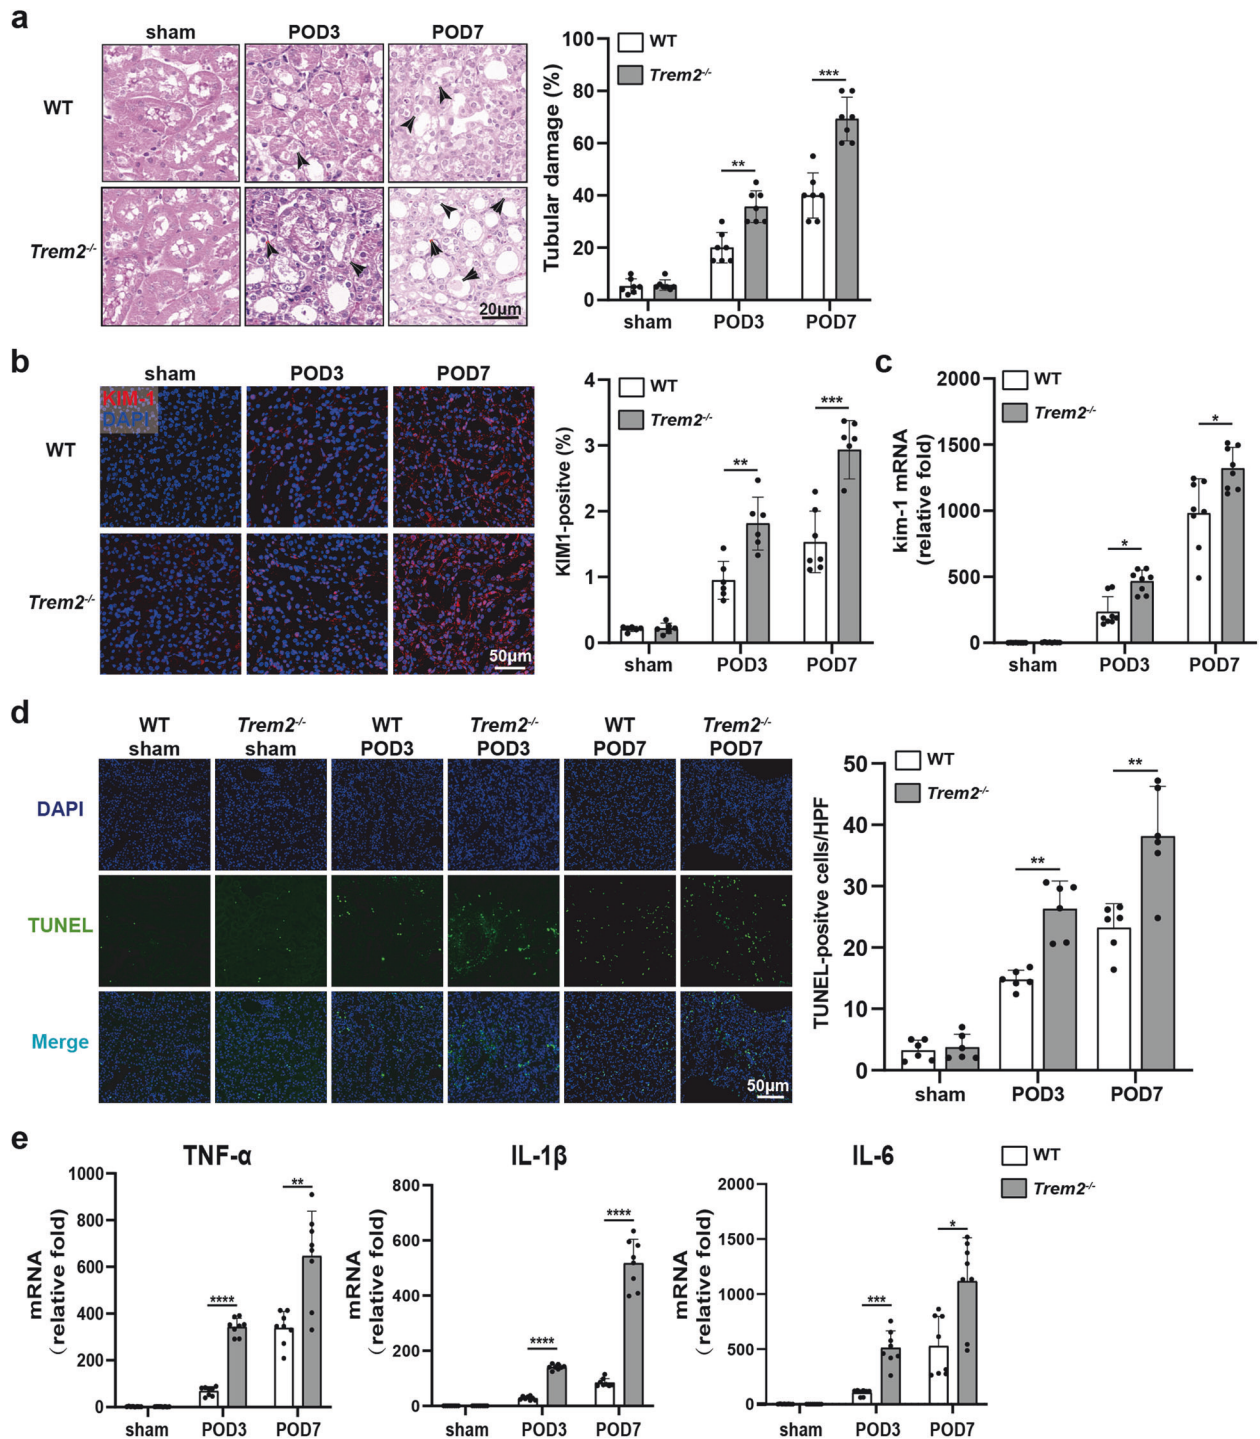 a
sham POD3 POD7
WT
Trem2-/-
20μm
Tubular damage (%)
100
80
60
40
20
0
WT
Trem2-/-
** ***
sham POD3 POD7
b
sham POD3 POD7
KIM-1
DAPI
WT
Trem2-/-
50μm
KIM1-positve (%)
4
3
2
1
0
WT
Trem2-/-
** ***
sham POD3 POD7
c
kim-1 mRNA
(relative fold)
2000
1500
1000
500
0
WT
Trem2-/-
* *
sham POD3 POD7
d
WT Trem2-/- WT Trem2-/- WT Trem2-/-
sham sham POD3 POD3 POD7 POD7
DAPI
TUNEL
Merge
50μm
TUNEL-positve cells/HPF
50
40
30
20
10
0
WT
Trem2-/-
** **
sham POD3 POD7
e
TNF-α
mRNA
(relative fold)
1000
800
600
400
200
0
**** **
sham POD3 POD7
IL-1β
mRNA
(relative fold)
800
600
400
200
0
**** ****
sham POD3 POD7
IL-6
mRNA
(relative fold)
2000
1500
1000
500
0
*** *
sham POD3 POD7
WT
Trem2-/-